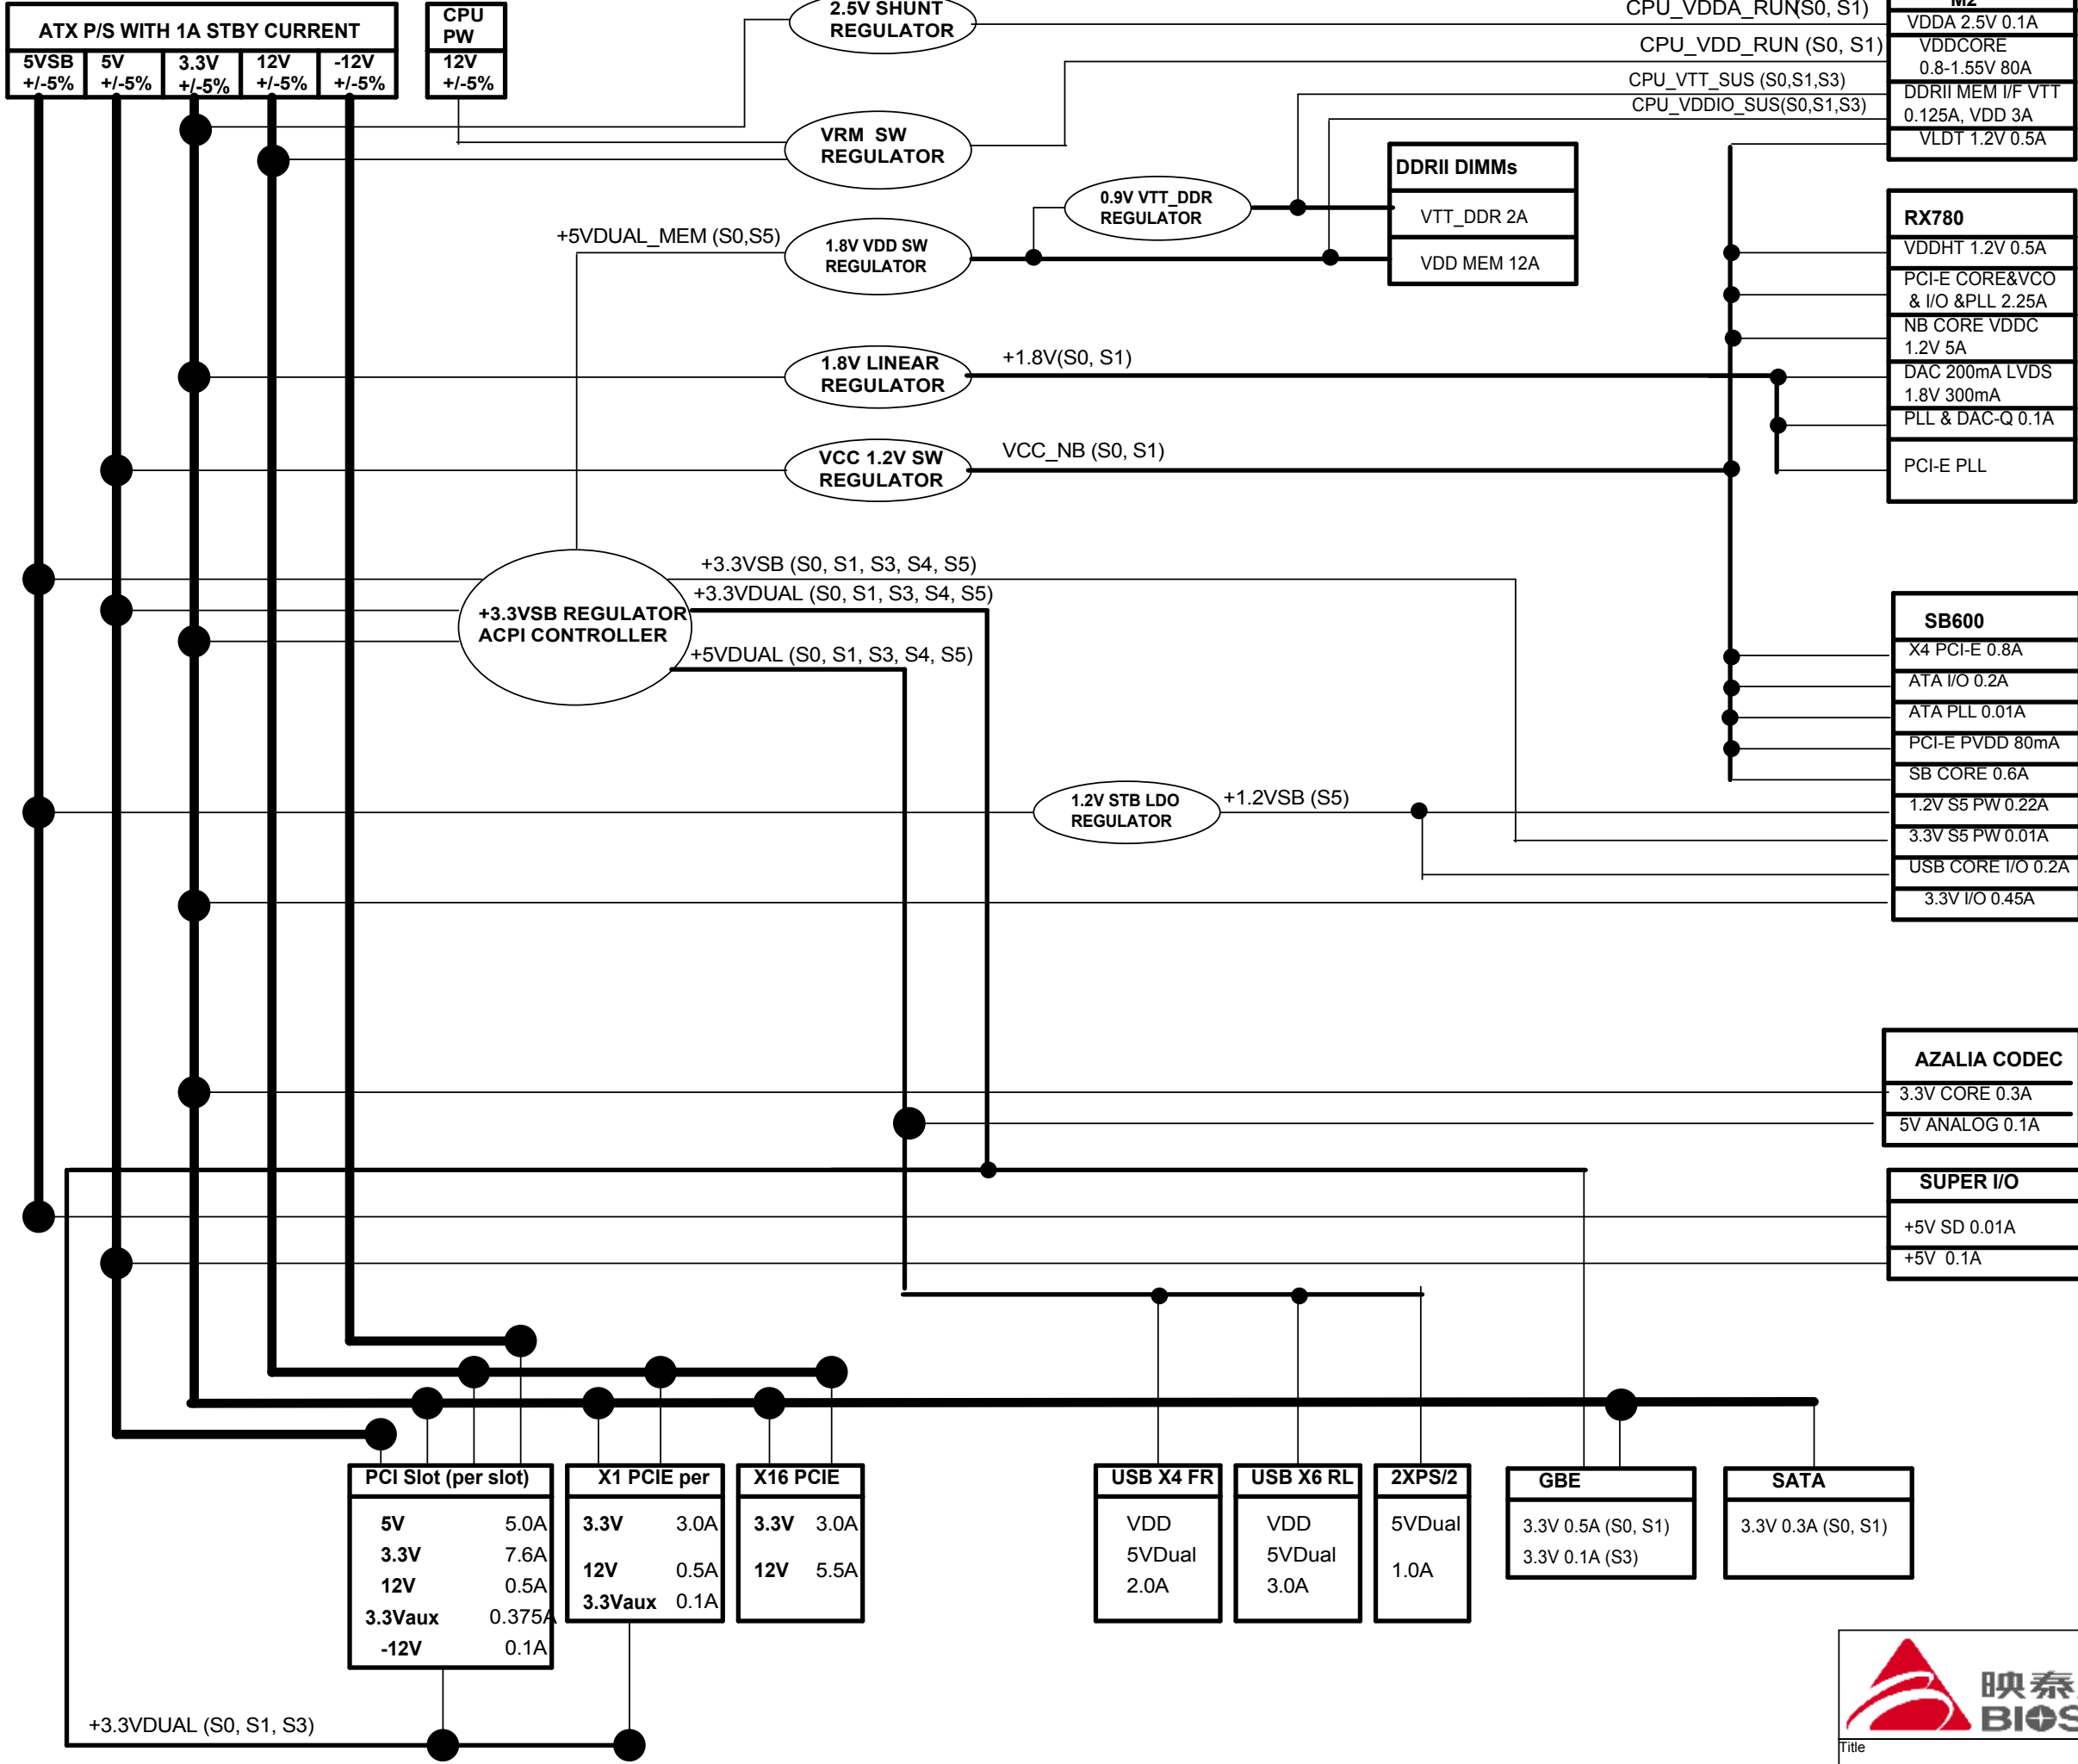 ATX P/S WITH 1A STBY CURRENT
5VSB
+/-5%
5V
+/-5%
3.3V
+/-5%
12V
+/-5%
-12V
+/-5%
CPU
PW
12V
+/-5%
2.5V SHUNT
REGULATOR
CPU_VDDA_RUN(S0, S1)
CPU_VDD_RUN (S0, S1)
CPU_VTT_SUS (S0,S1,S3)
CPU_VDDIO_SUS(S0,S1,S3)
M2
VDDA 2.5V 0.1A
VDDCORE
0.8-1.55V 80A
DDRII MEM I/F VTT
0.125A, VDD 3A
VLDT 1.2V 0.5A
VRM SW
REGULATOR
DDRII DIMMs
VTT_DDR 2A
VDD MEM 12A
0.9V VTT_DDR
REGULATOR
+5VDUAL_MEM (S0,S5)
1.8V VDD SW
REGULATOR
RX780
VDDHT 1.2V 0.5A
PCI-E CORE&VCO
& I/O &PLL 2.25A
NB CORE VDDC
1.2V 5A
DAC 200mA LVDS
1.8V 300mA
PLL & DAC-Q 0.1A
PCI-E PLL
1.8V LINEAR
REGULATOR
+1.8V(S0, S1)
VCC 1.2V SW
REGULATOR
VCC_NB (S0, S1)
+3.3VSB REGULATOR
ACPI CONTROLLER
+3.3VSB (S0, S1, S3, S4, S5)
+3.3VDUAL (S0, S1, S3, S4, S5)
+5VDUAL (S0, S1, S3, S4, S5)
SB600
X4 PCI-E 0.8A
ATA I/O 0.2A
ATA PLL 0.01A
PCI-E PVDD 80mA
SB CORE 0.6A
1.2V S5 PW 0.22A
3.3V S5 PW 0.01A
USB CORE I/O 0.2A
3.3V I/O 0.45A
1.2V STB LDO
REGULATOR
+1.2VSB (S5)
AZALIA CODEC
3.3V CORE 0.3A
5V ANALOG 0.1A
SUPER I/O
+5V SD 0.01A
+5V 0.1A
PCI Slot (per slot)
5V 5.0A
3.3V 7.6A
12V 0.5A
3.3Vaux 0.375A
-12V 0.1A
X1 PCIE per
3.3V 3.0A
12V 0.5A
3.3Vaux 0.1A
X16 PCIE
3.3V 3.0A
12V 5.5A
USB X4 FR
VDD
5VDual
2.0A
USB X6 RL
VDD
5VDual
3.0A
2XPS/2
5VDual
1.0A
GBE
3.3V 0.5A (S0, S1)
3.3V 0.1A (S3)
SATA
3.3V 0.3A (S0, S1)
+3.3VDUAL (S0, S1, S3)
映泰
BIOS
Title